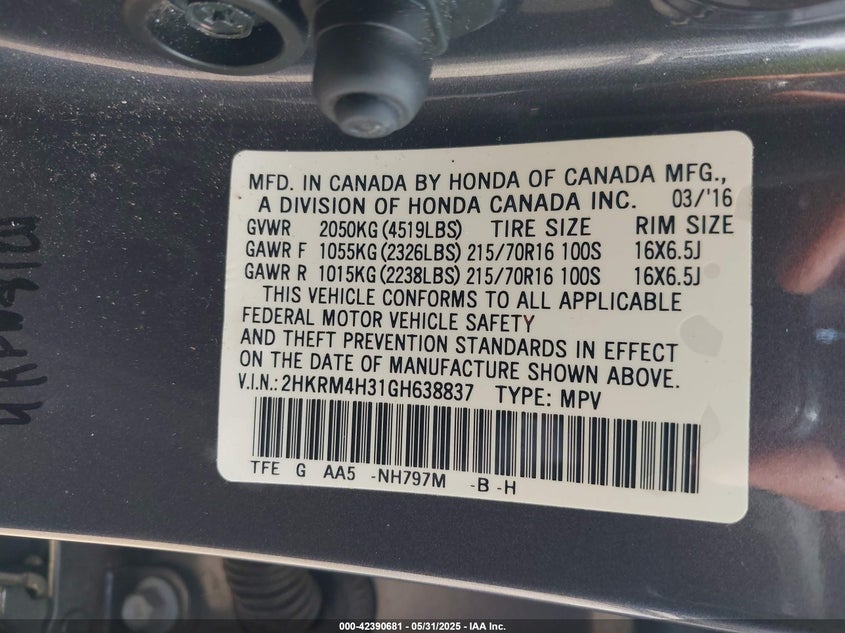 MFD. IN CANADA BY HONDA OF CANADA MFG.,
A DIVISION OF HONDA CANADA INC. 03/'16
GVWR 2050KG(4519LBS) TIRE SIZE RIM SIZE
GAWR F 1055KG(2326LBS) 215/70R16 100S 16X6.5J
GAWR R 1015KG(2238LBS) 215/70R16 100S 16X6.5J
THIS VEHICLE CONFORMS TO ALL APPLICABLE
FEDERAL MOTOR VEHICLE SAFETY
AND THEFT PREVENTION STANDARDS IN EFFECT
ON THE DATE OF MANUFACTURE SHOWN ABOVE.
V.I.N.: 2HKRM4H31GH638837 TYPE: MPV
TFE G AA5 -NH797M -B -H
000-42390681 - 05/31/2025 - IAA Inc.